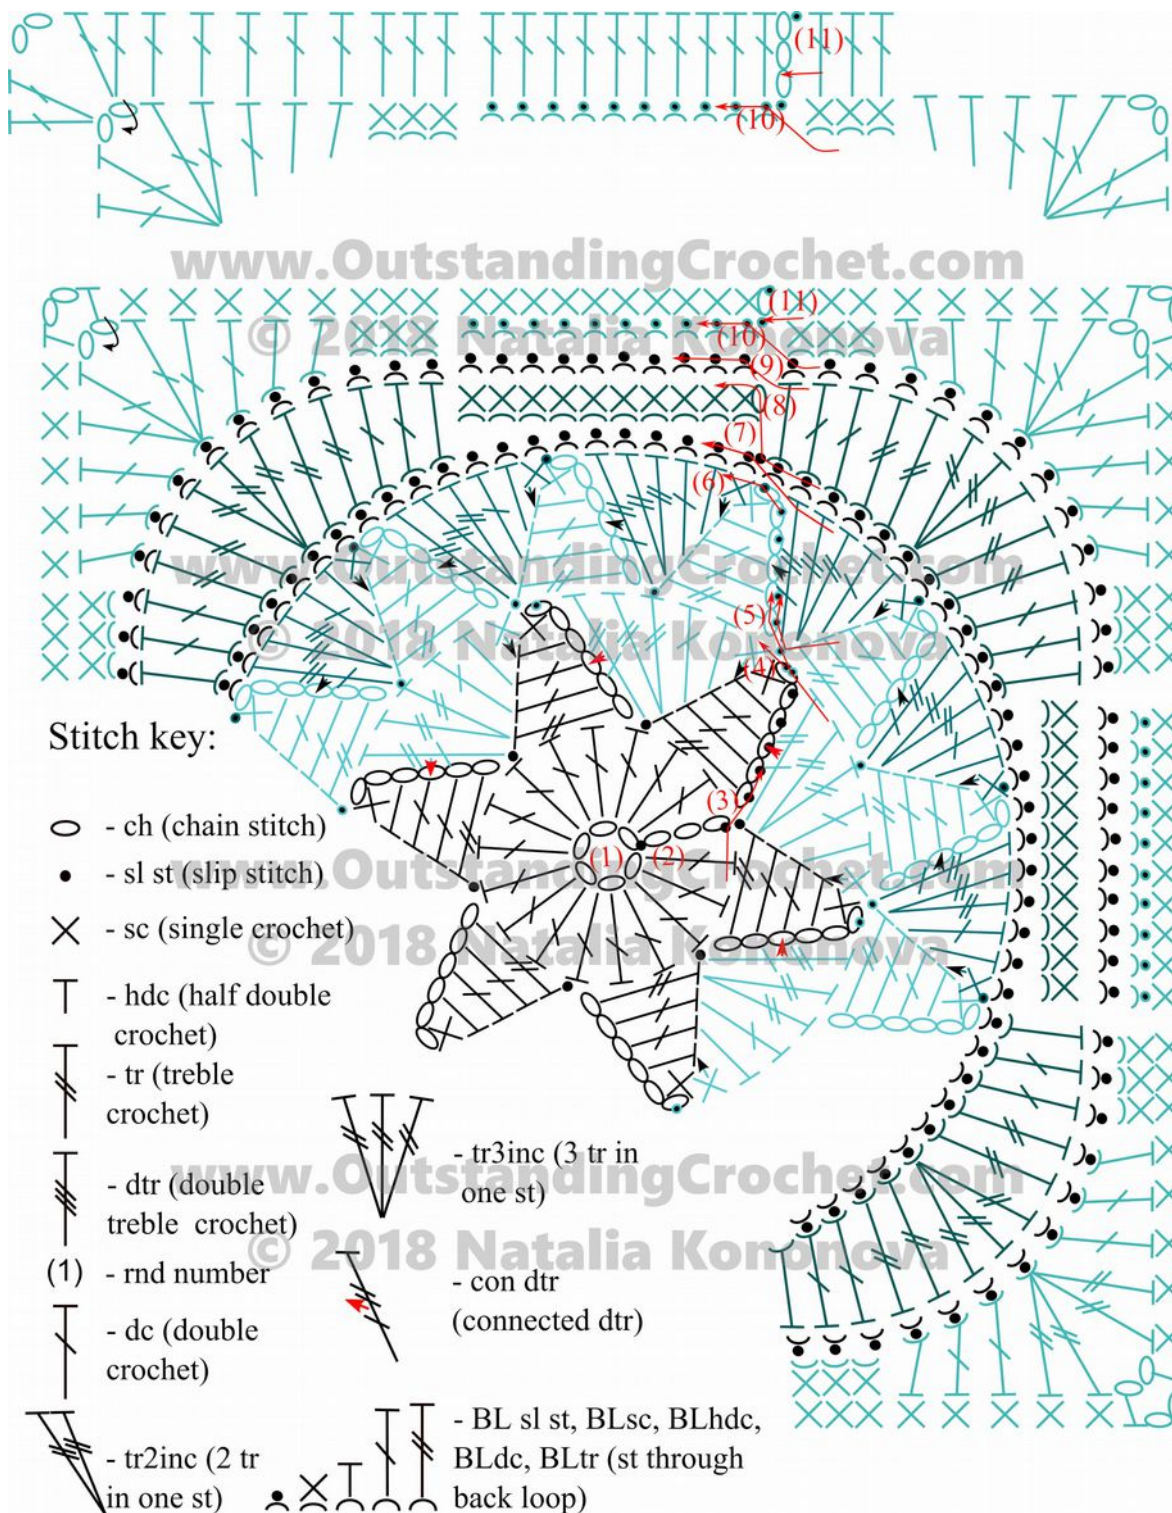 (11)
(10)
www.OutstandingCrochet.com
(11)
© 2018 Natalia Kononova
(10)
(9)
(8)
(7)
(6)
www.OutstandingCrochet.com
(5)
© 2018 Natalia Kononova
(4)
Stitch key:
(3)
- ch (chain stitch)
(1) (2)
- sl st (slip stitch)
www.OutstandingCrochet.com
- sc (single crochet)
© 2018 Natalia Kononova
- hdc (half double
crochet)
- tr (treble
crochet)
- tr3inc (3 tr in
one st)
www.OutstandingCrochet.com
- dtr (double
treble crochet)
© 2018 Natalia Kononova
(1) - rnd number
- con dtr
(connected dtr)
- dc (double
crochet)
- tr2inc (2 tr
in one st)
- BL sl st, BLsc, BLhdc,
BLdc, BLtr (st through
back loop)